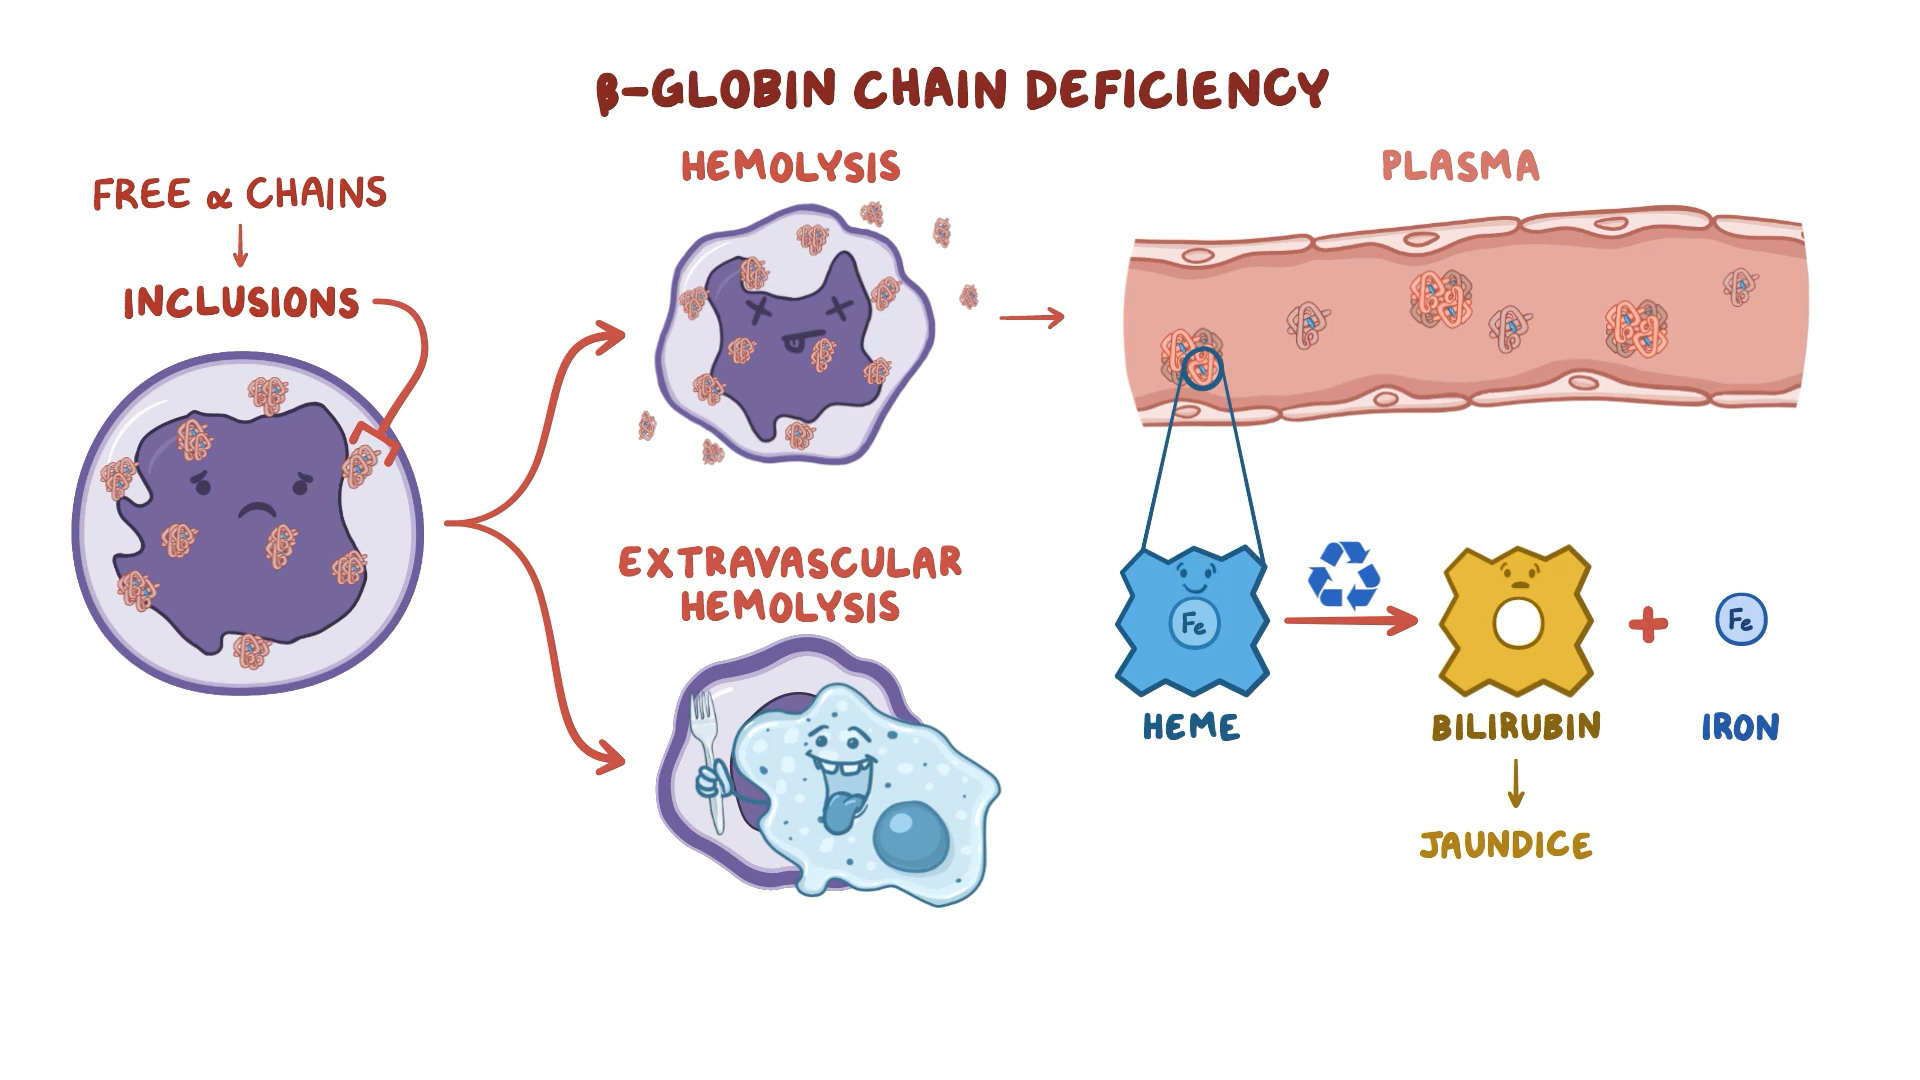 β-GLOBIN CHAIN DEFICIENCY
FREE α CHAINS
INCLUSIONS
HEMOLYSIS
EXTRAVASCULAR
HEMOLYSIS
PLASMA
Fe
HEME
BILIRUBIN
+
Fe
IRON
JAUNDICE